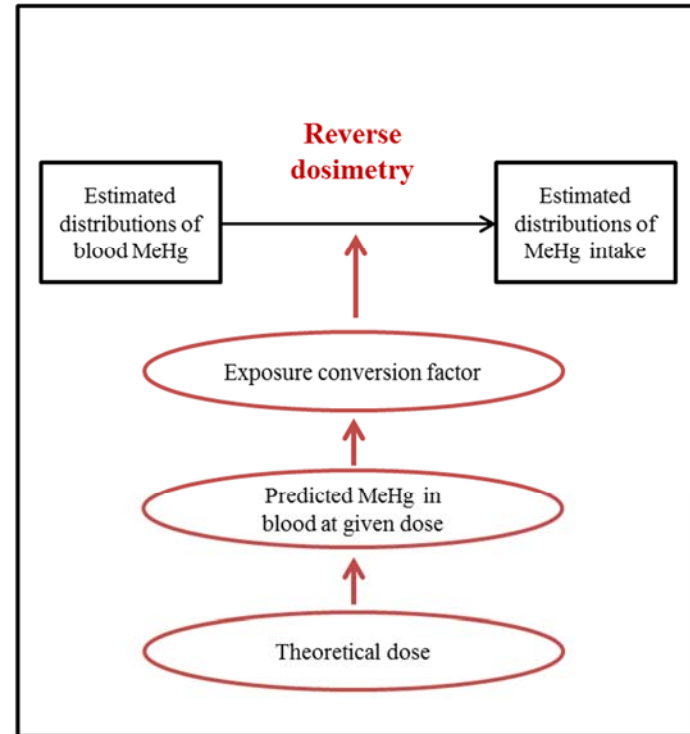 Reverse
dosimetry
Estimated
distributions of
blood MeHg
Estimated
distributions of
MeHg intake
Exposure conversion factor
Predicted MeHg in
blood at given dose
Theoretical dose